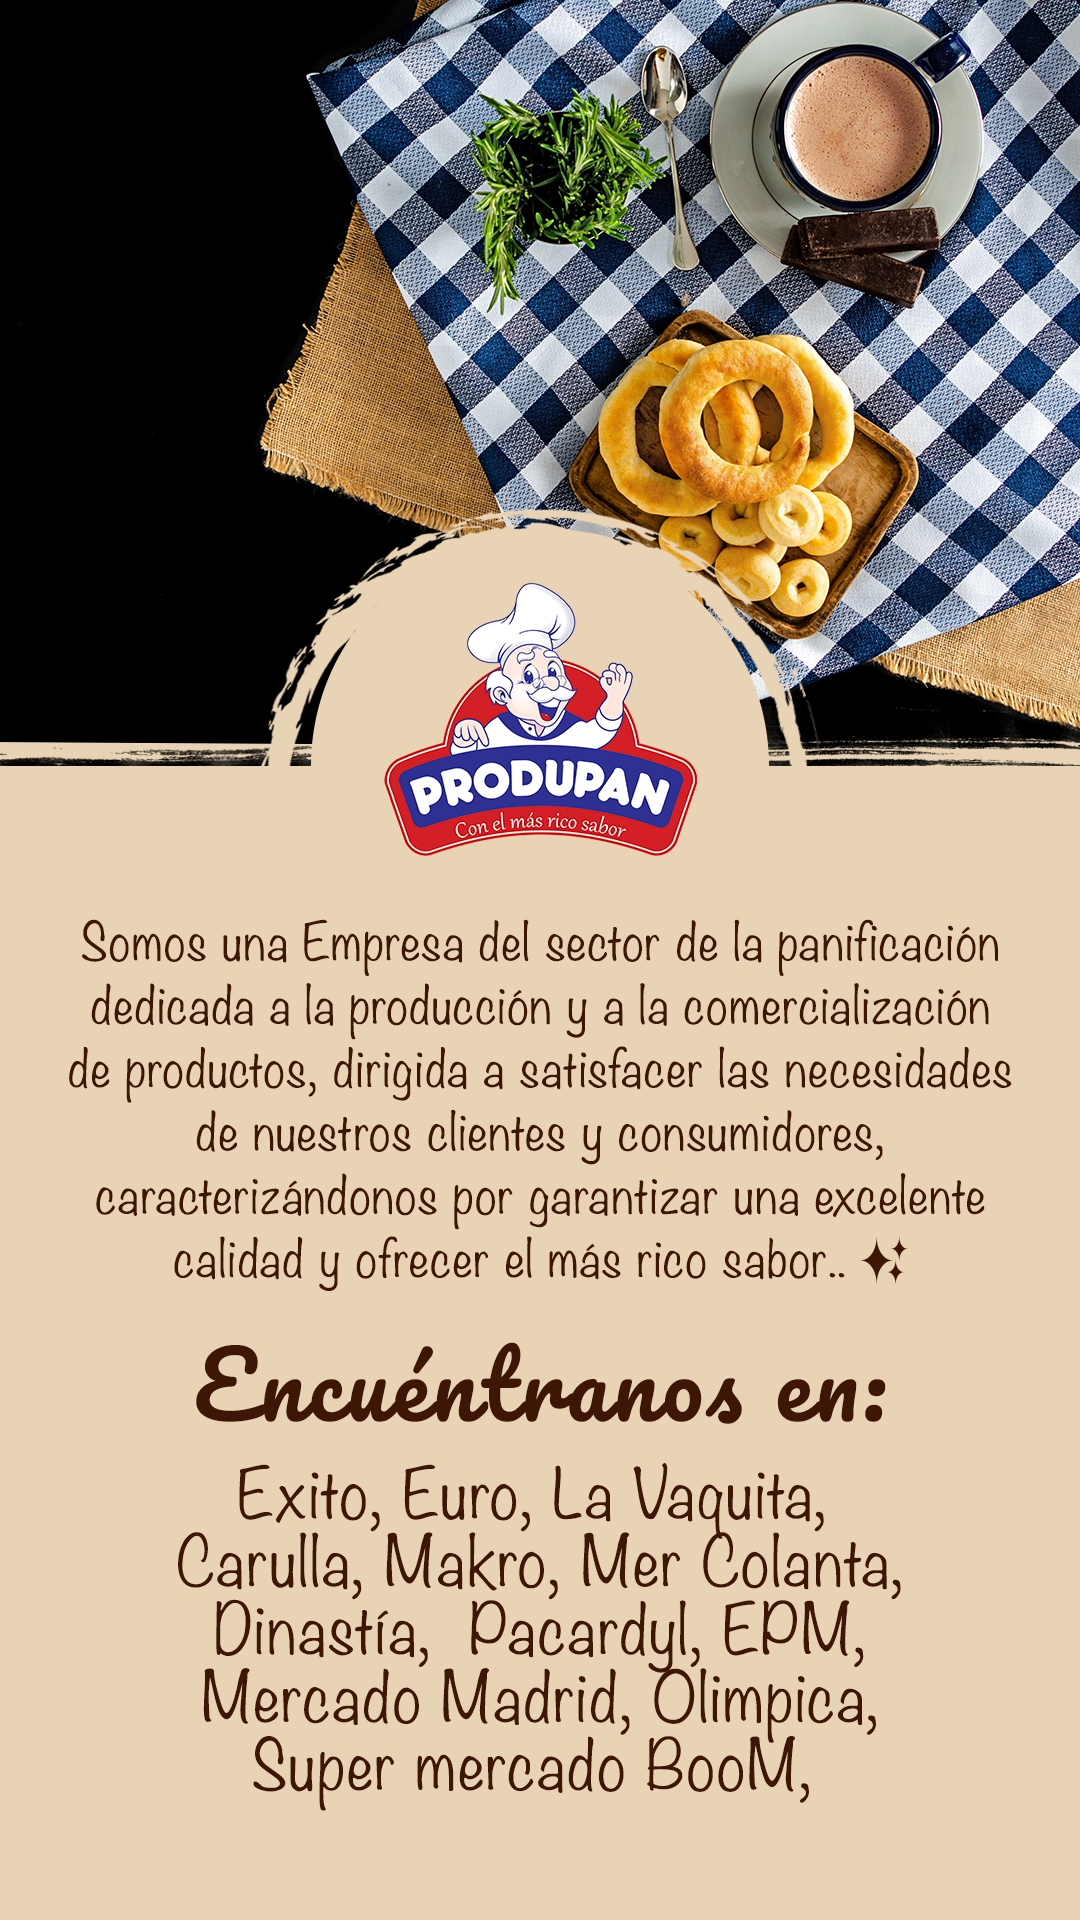 PRODUPAN
Con el más rico sabor
Somos una Empresa del sector de la panificación
dedicada a la producción y a la comercialización
de productos, dirigida a satisfacer las necesidades
de nuestros clientes y consumidores,
caracterizándonos por garantizar una excelente
calidad y ofrecer el más rico sabor..
Encuéntranos en:
Exito, Euro, La Vaquita,
Carulla, Makro, Mer Colanta,
Dinastía, Pacardyl, EPM,
Mercado Madrid, Olimpica,
Super mercado BooM,